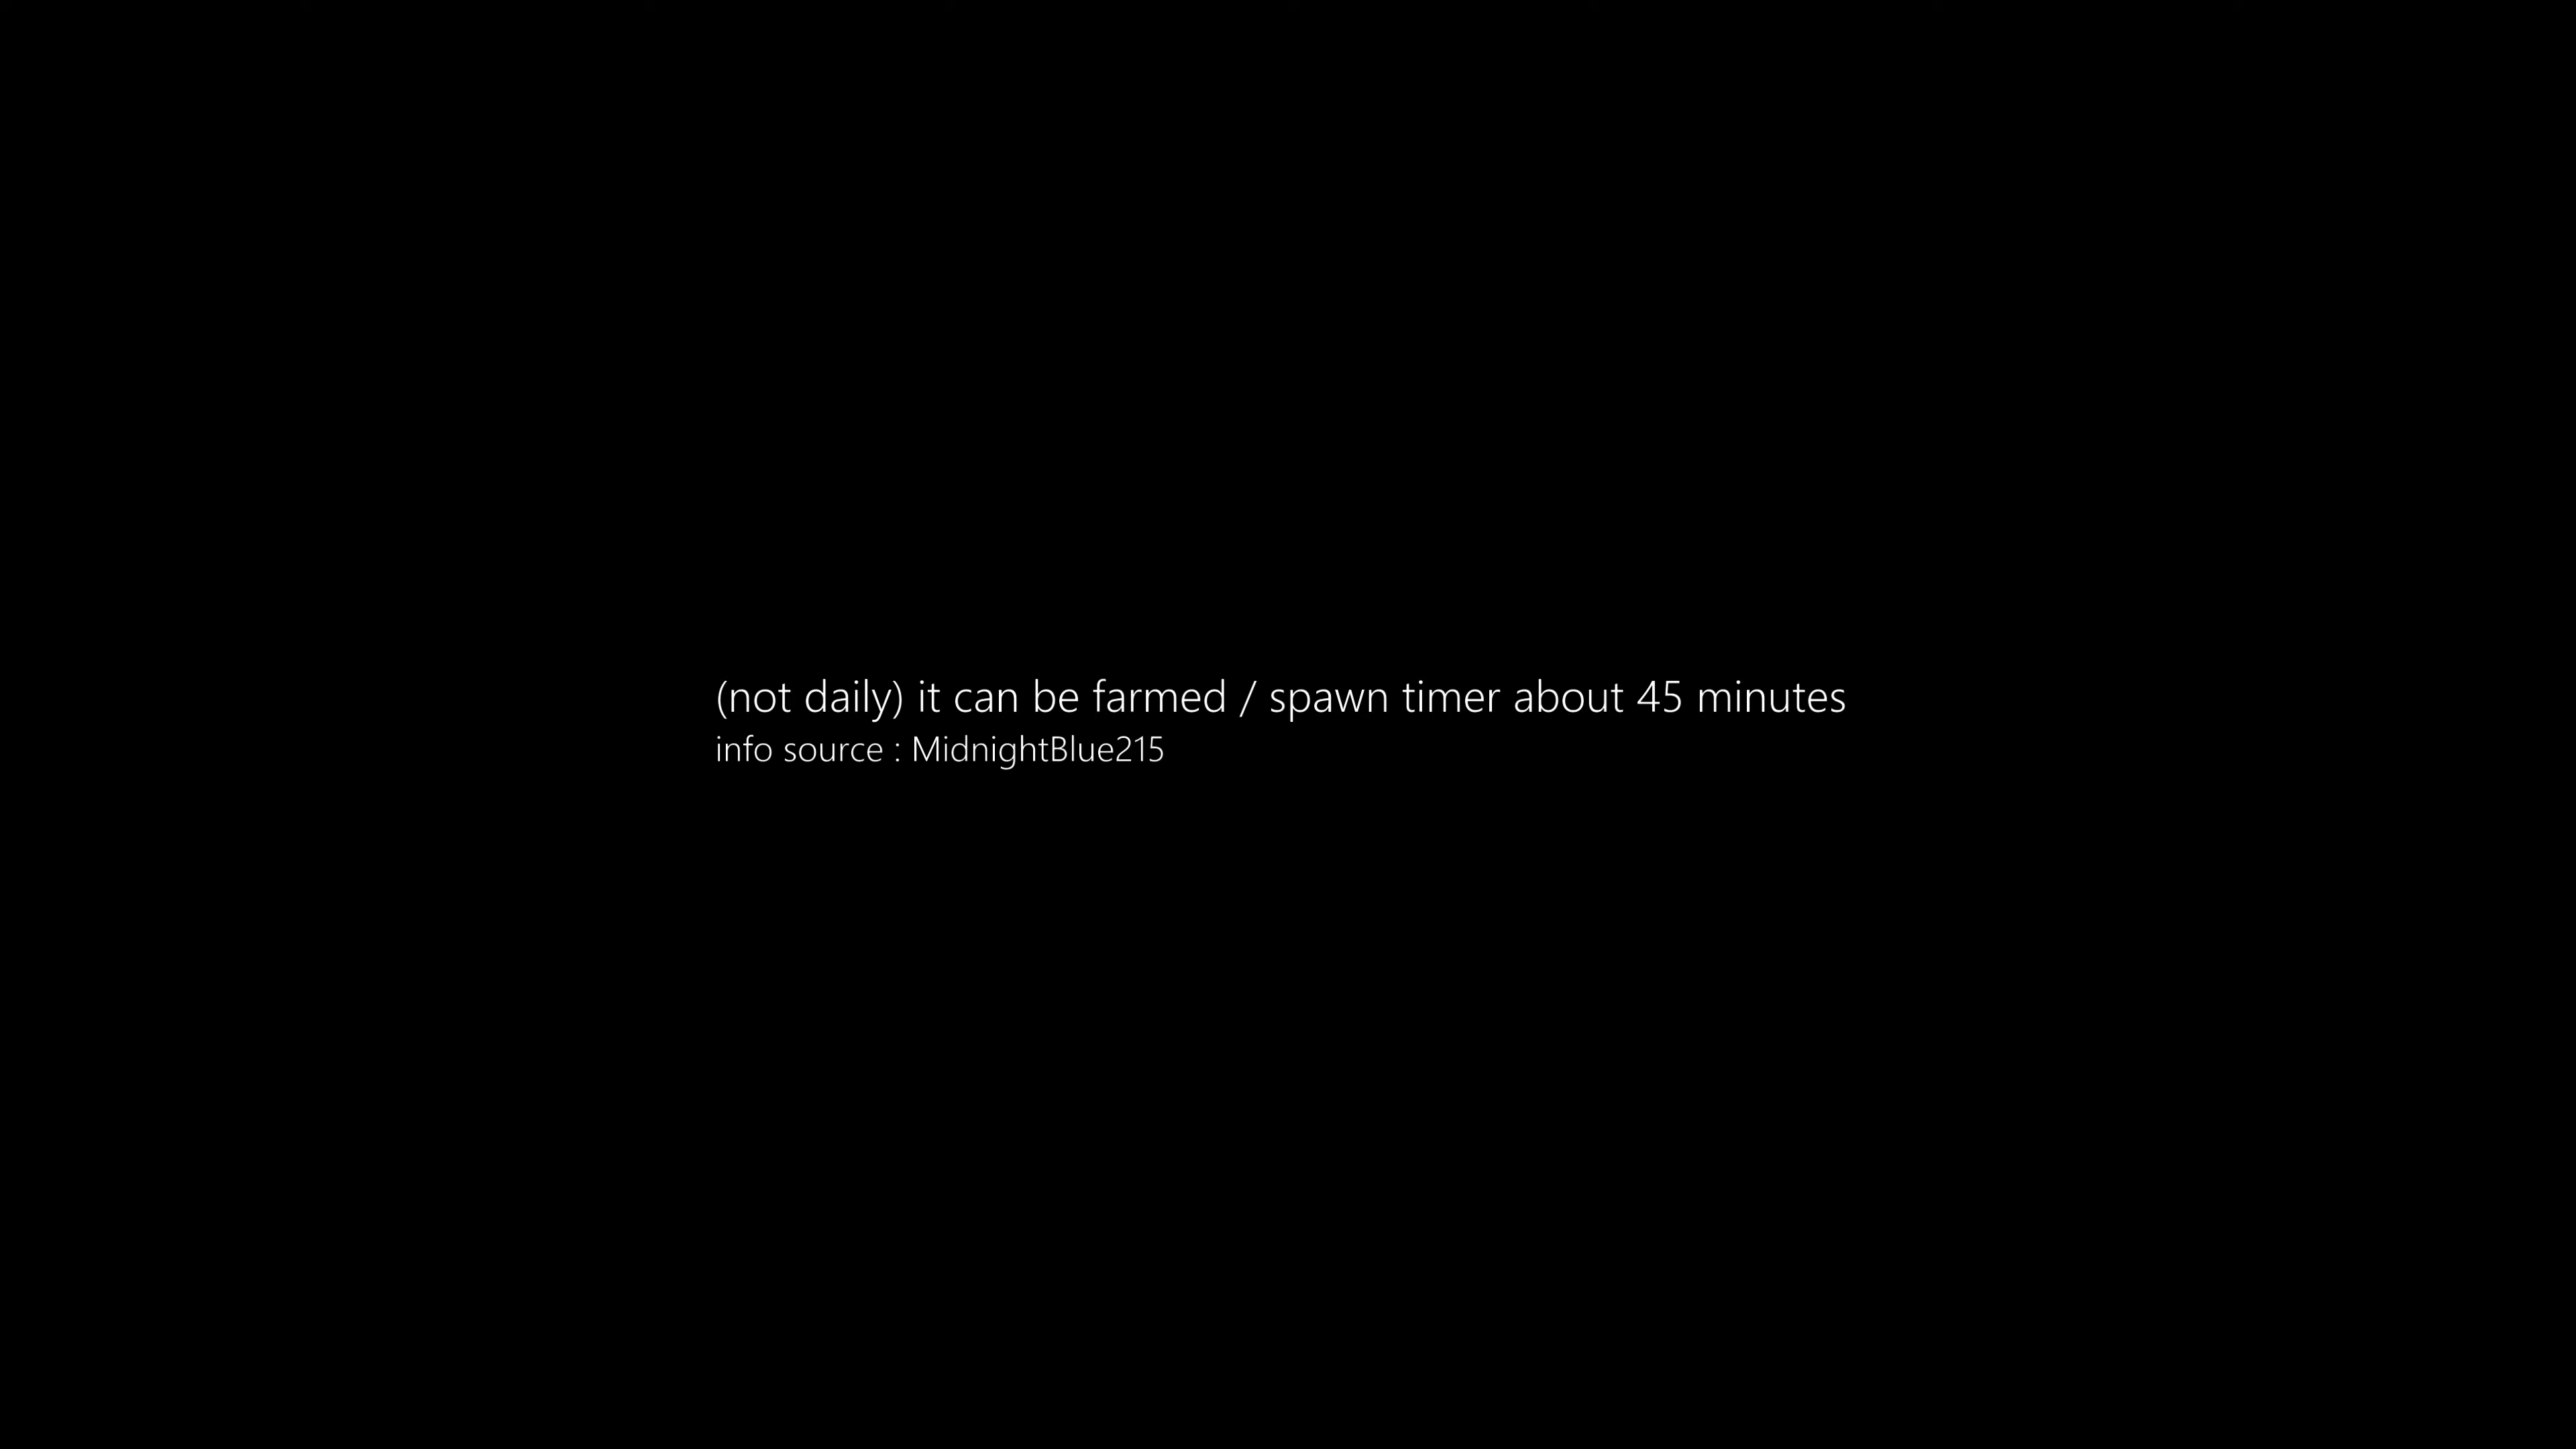 (not daily) it can be farmed / spawn timer about 45 minutes
info source : MidnightBlue215